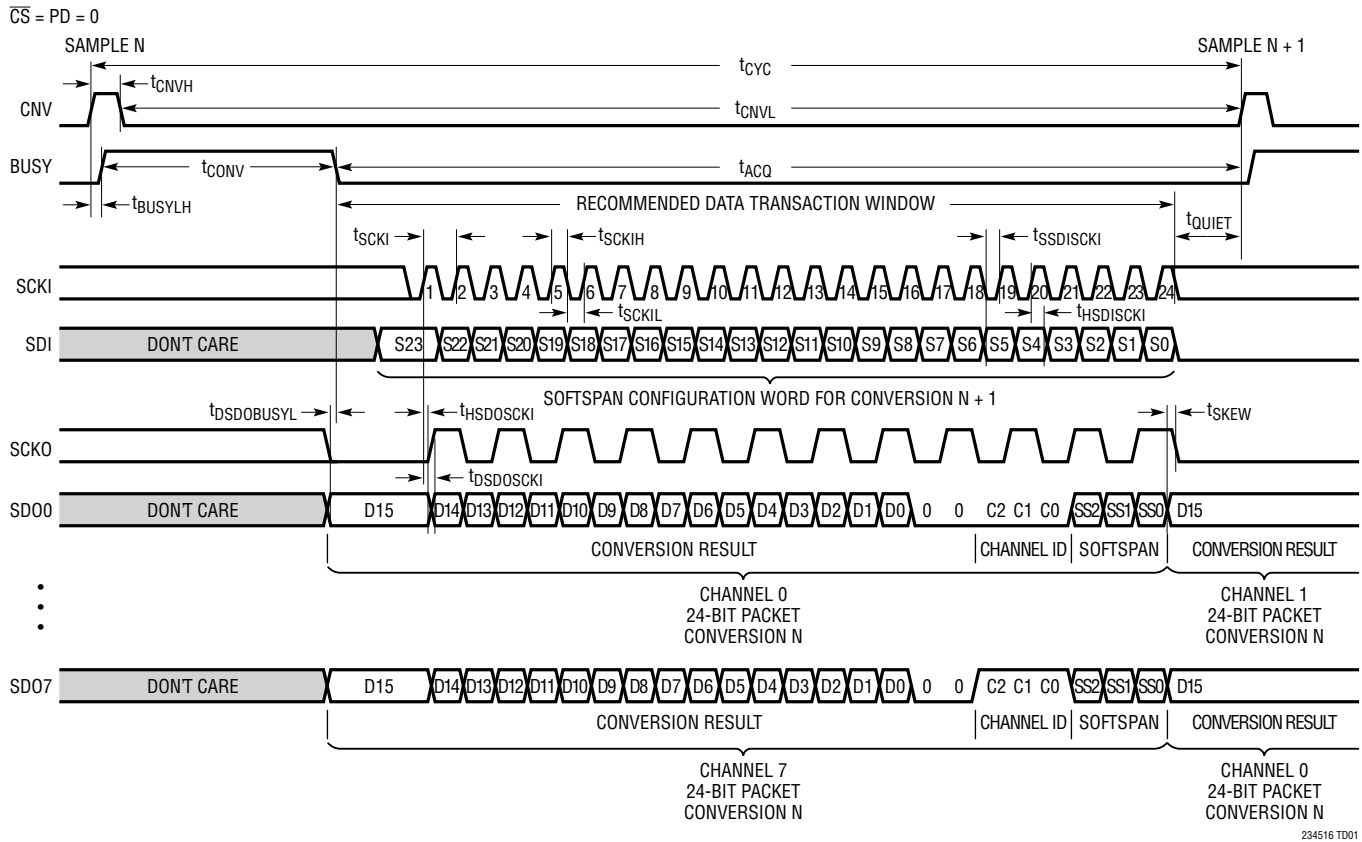 CS = PD = 0
SAMPLE N SAMPLE N + 1
tCYC
tCNVH
CNV
tCNVL
BUSY
tCONV tACQ
tBUSYLH
RECOMMENDED DATA TRANSACTION WINDOW
tSCKI tSCKIH tSSDISCKI tQUIET
SCKI
1 2 3 4 5 6 7 8 9 10 11 12 13 14 15 16 17 18 19 20 21 22 23 24
tSCKIL tHSDISCKI
SDI DON'T CARE S23 S22 S21 S20 S19 S18 S17 S16 S15 S14 S13 S12 S11 S10 S9 S8 S7 S6 S5 S4 S3 S2 S1 S0
SOFTSPAN CONFIGURATION WORD FOR CONVERSION N + 1
tDSDOBUSYL tHSDOSCKI tSKEW
SCKO
tDSDOSCKI
SDO0 DON'T CARE D15 D14 D13 D12 D11 D10 D9 D8 D7 D6 D5 D4 D3 D2 D1 D0 0 0 C2 C1 C0 SS2 SS1 SS0 D15
CONVERSION RESULT CHANNEL ID SOFTSPAN CONVERSION RESULT
CHANNEL 0 CHANNEL 1
24-BIT PACKET 24-BIT PACKET
CONVERSION N CONVERSION N
SDO7 DON'T CARE D15 D14 D13 D12 D11 D10 D9 D8 D7 D6 D5 D4 D3 D2 D1 D0 0 0 C2 C1 C0 SS2 SS1 SS0 D15
CONVERSION RESULT CHANNEL ID SOFTSPAN CONVERSION RESULT
CHANNEL 7 CHANNEL 0
24-BIT PACKET 24-BIT PACKET
CONVERSION N CONVERSION N
234516 TD01